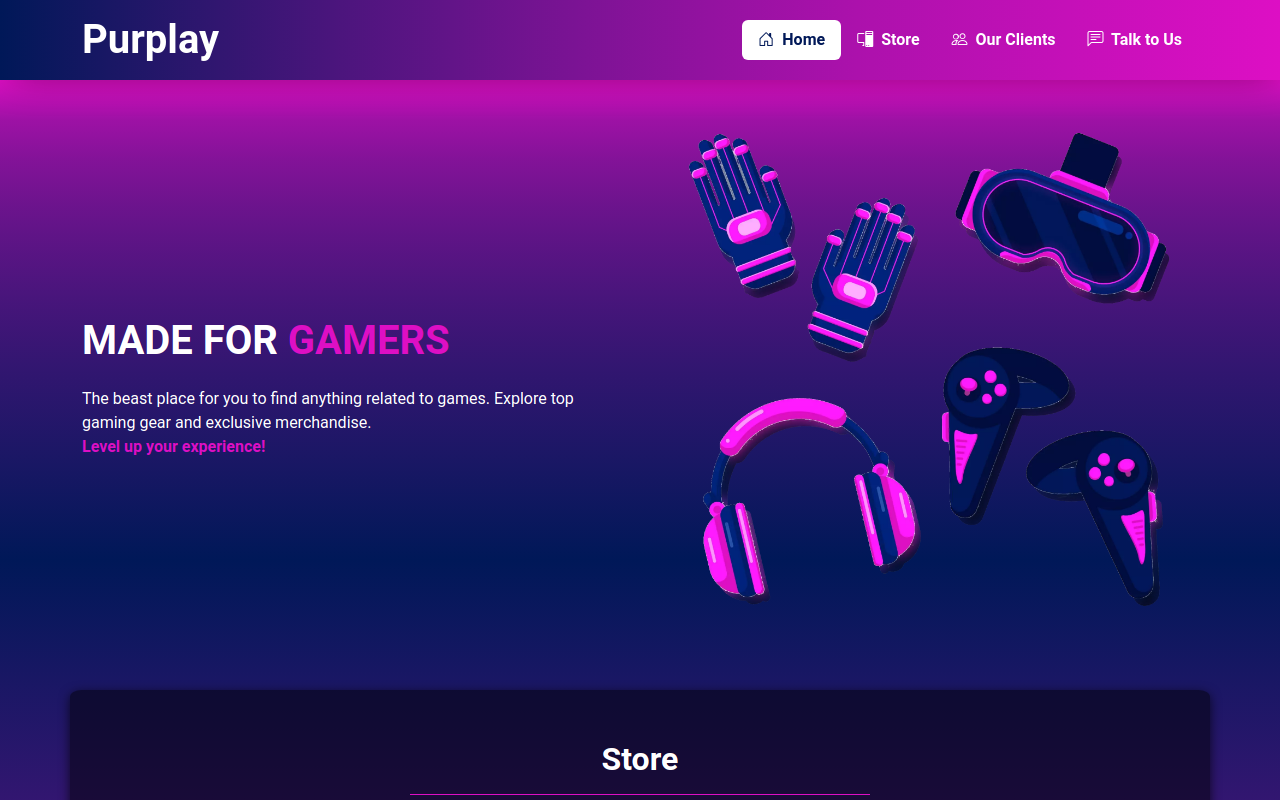 Purplay
Home
Store
Our Clients
Talk to Us
MADE FOR GAMERS
The beast place for you to find anything related to games. Explore top
gaming gear and exclusive merchandise.
Level up your experience!
Store